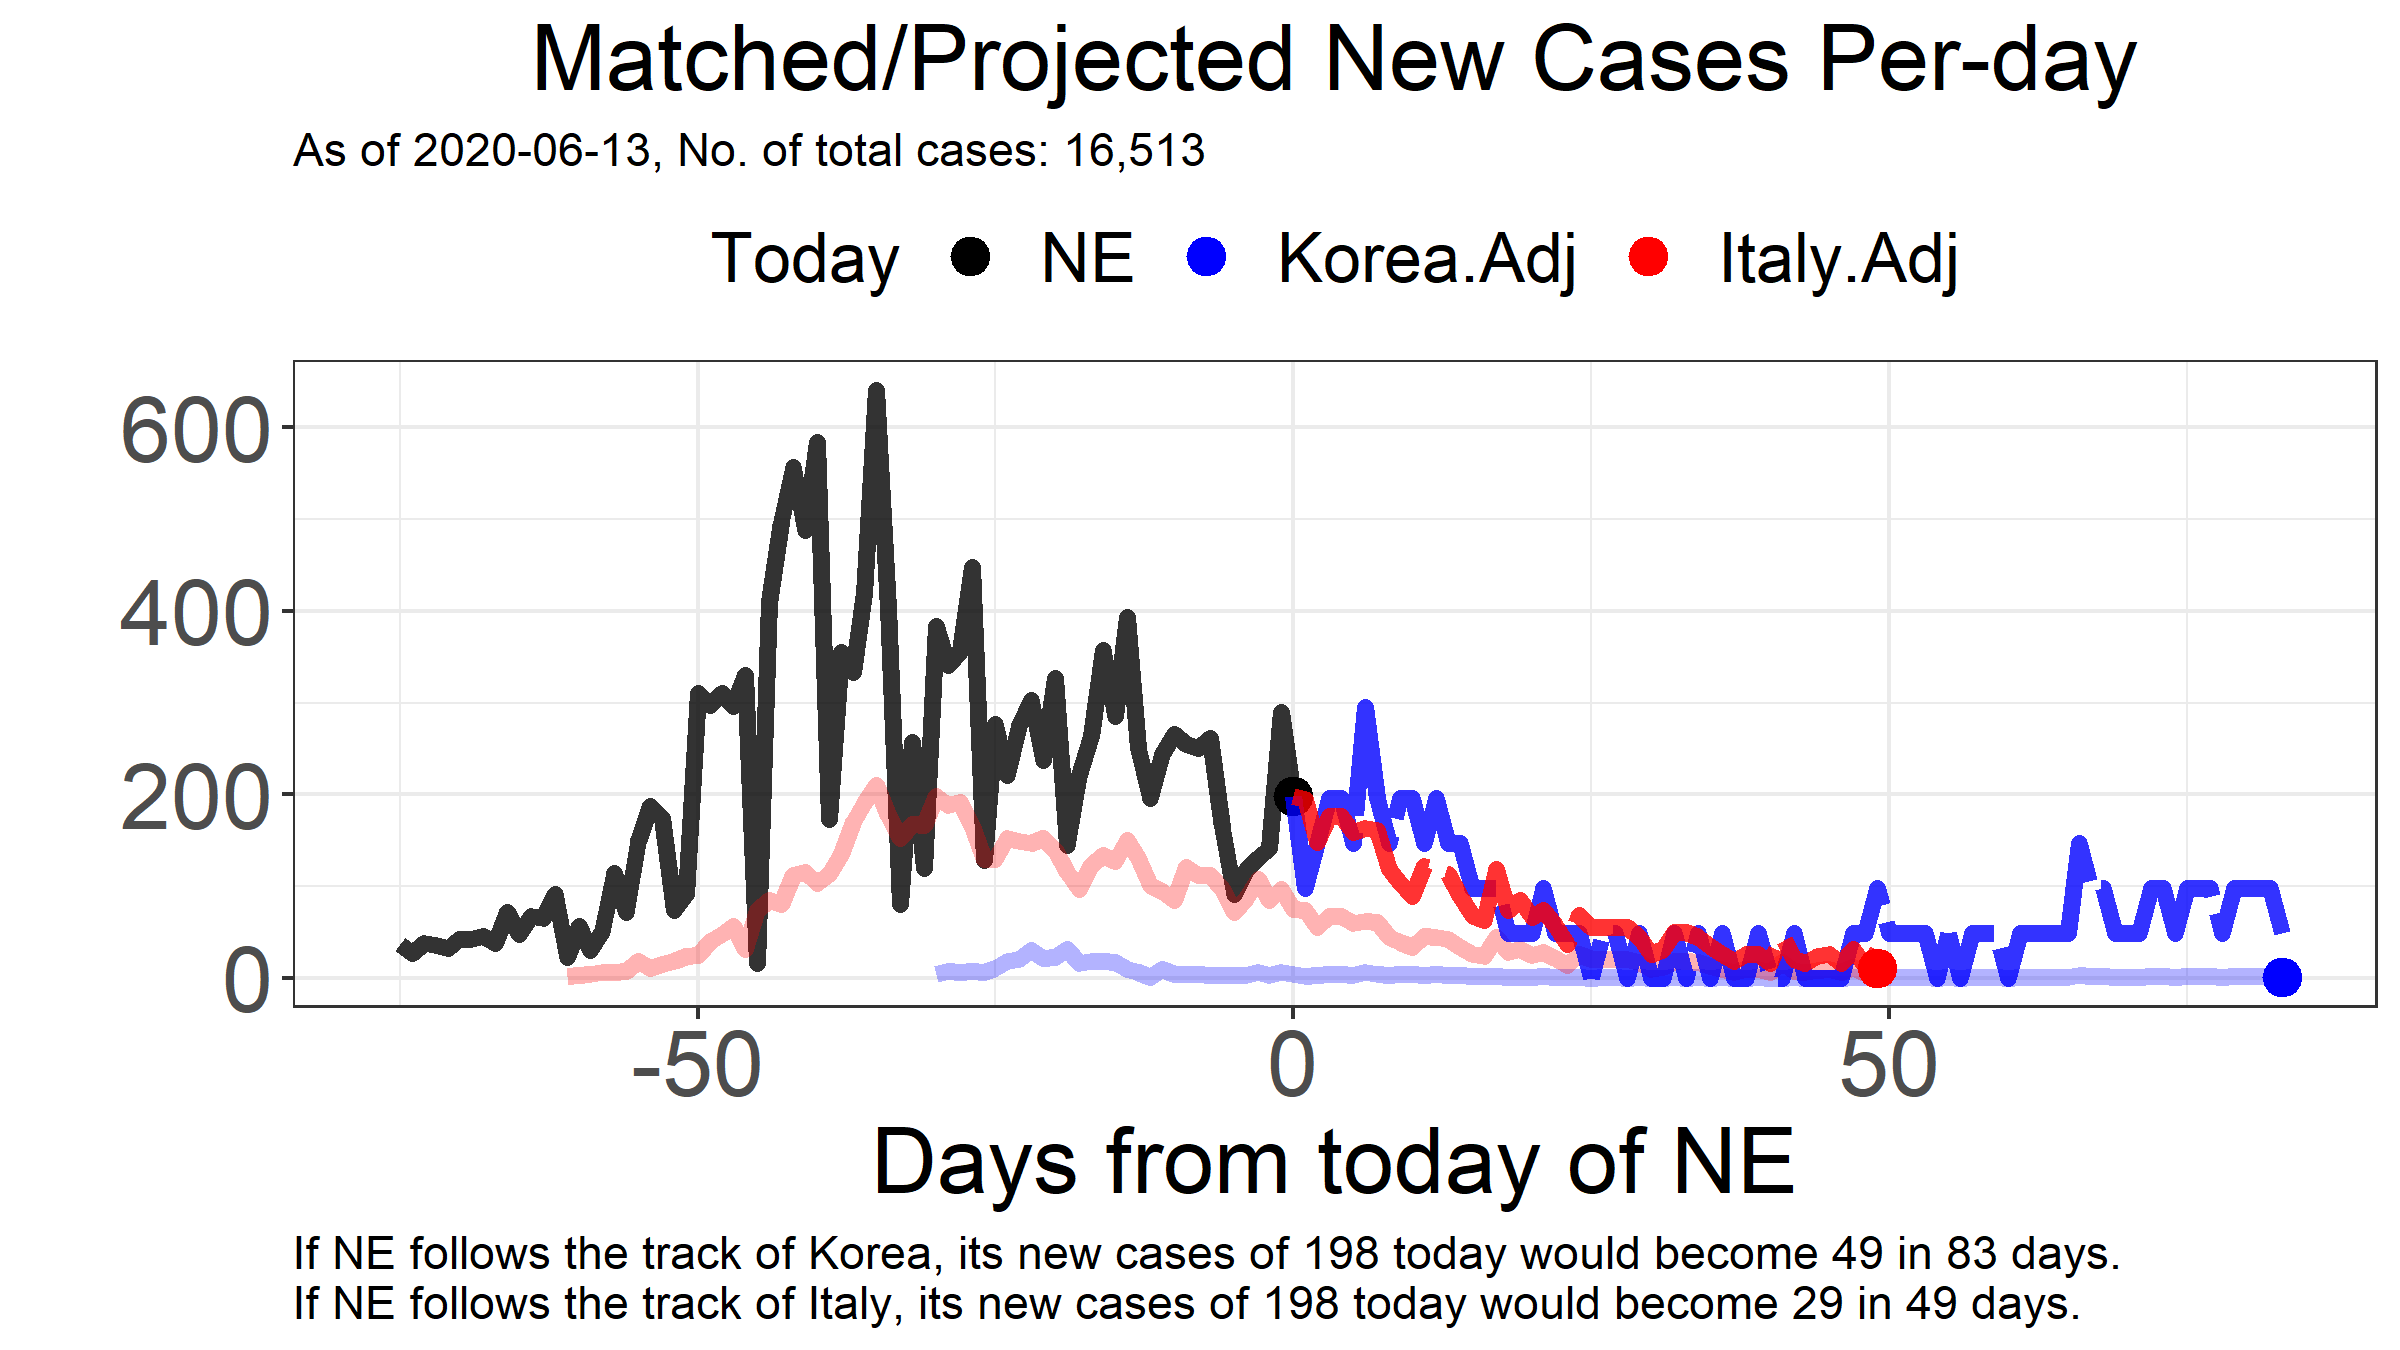 Matched/Projected New Cases Per-day
As of 2020-06-13, No. of total cases: 16,513
Today NE Korea.Adj Italy.Adj
600
400
200
0
-50 0 50
Days from today of NE
If NE follows the track of Korea, its new cases of 198 today would become 49 in 83 days.
If NE follows the track of Italy, its new cases of 198 today would become 29 in 49 days.